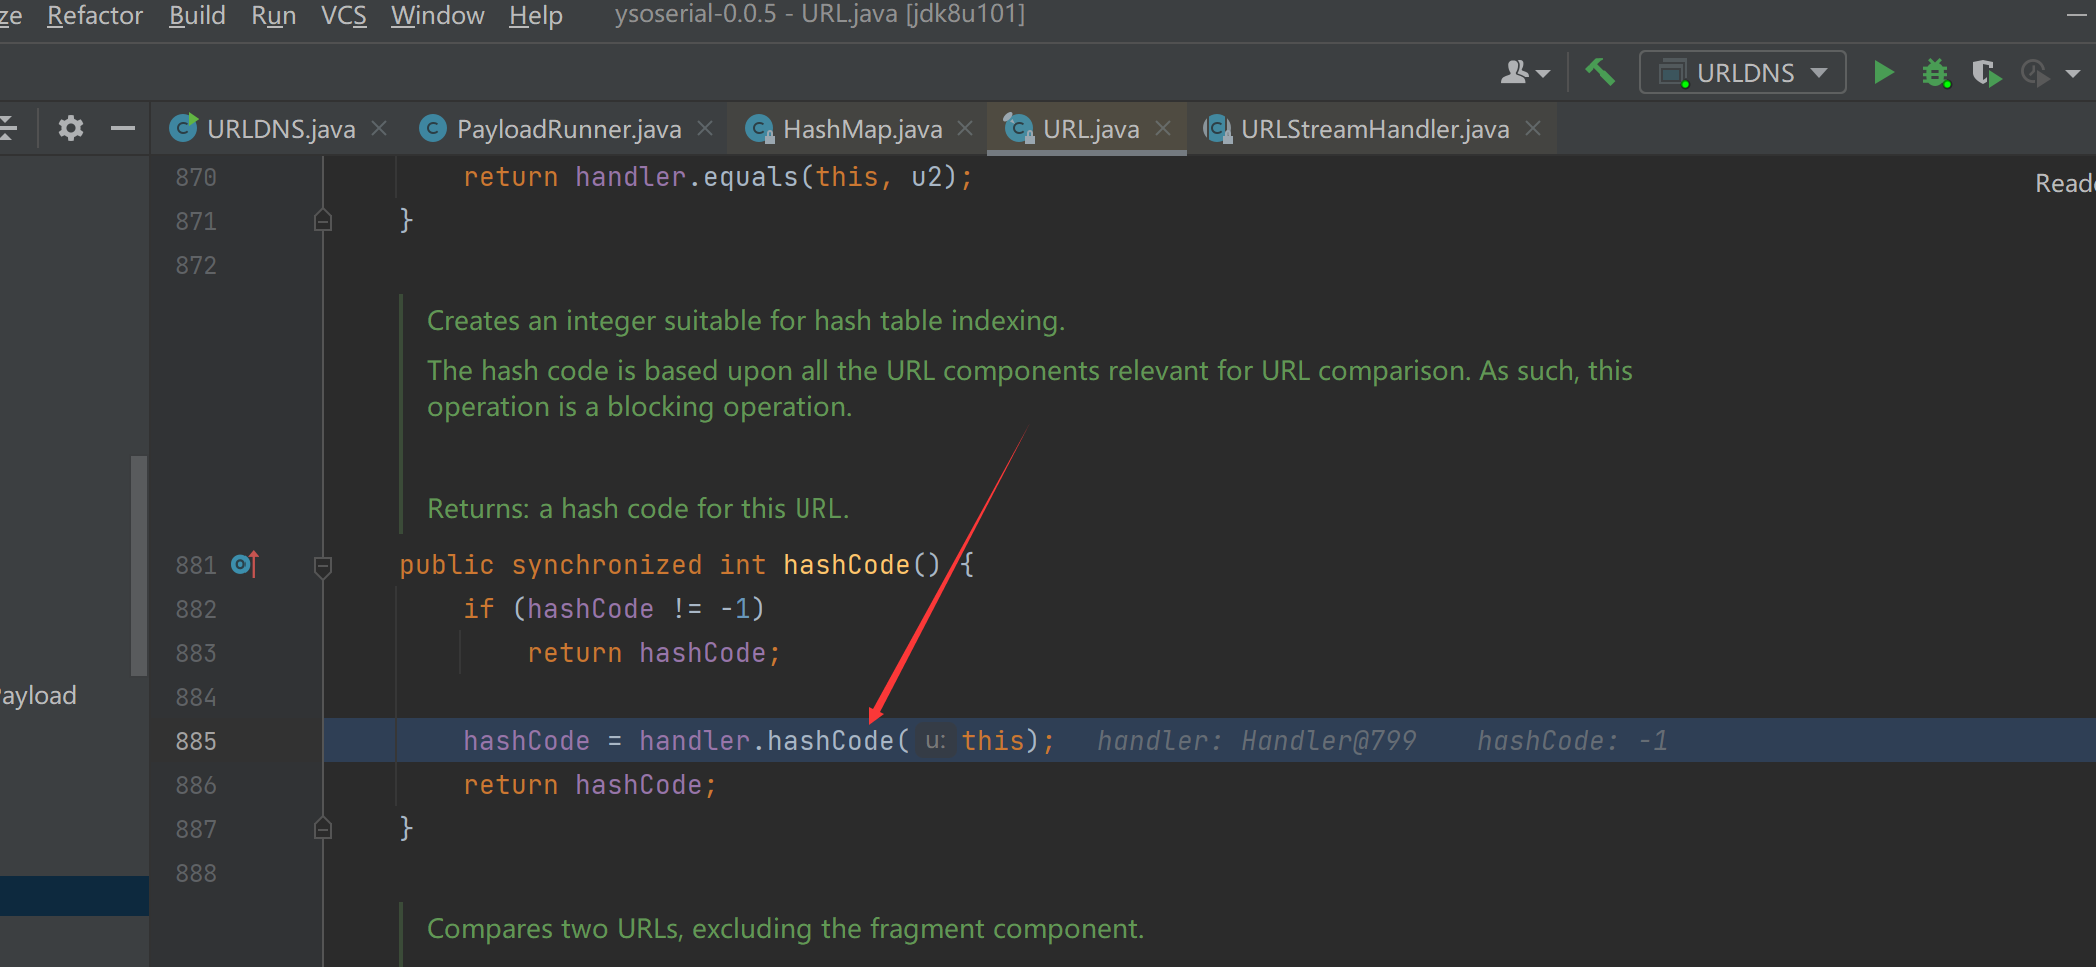 Refactor Build Run VCS Window Help ysoserial-0.0.5 - URL.java [jdk8u101]
URLDNS
URLDNS.java PayloadRunner.java HashMap.java URL.java URLStreamHandler.java
870 return handler.equals(this, u2);
871 }
872
Creates an integer suitable for hash table indexing.
The hash code is based upon all the URL components relevant for URL comparison. As such, this
operation is a blocking operation.
Returns: a hash code for this URL.
881 public synchronized int hashCode() {
882 if (hashCode != -1)
883 return hashCode;
884
885 hashCode = handler.hashCode( u: this); handler: Handler@799 hashCode: -1
886 return hashCode;
887 }
888
Compares two URLs, excluding the fragment component.